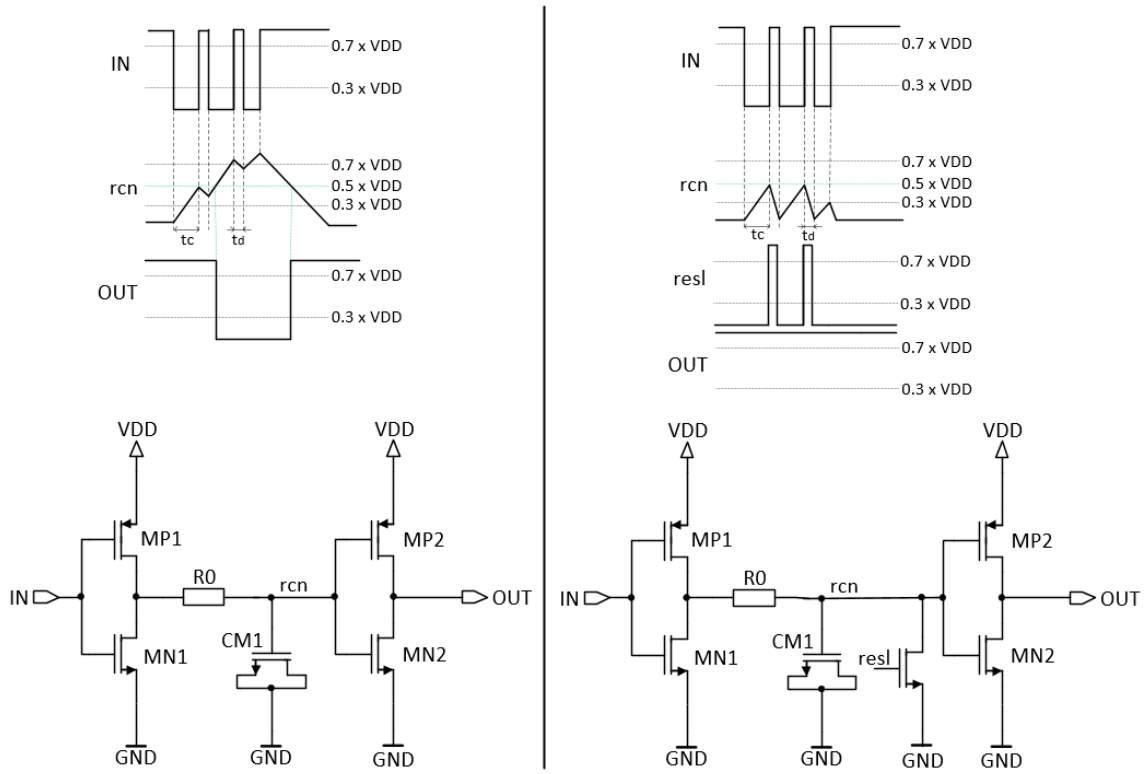 IN
0.7 x VDD
0.3 x VDD
rcn
0.7 x VDD
0.5 x VDD
0.3 x VDD
tc
td
OUT
0.7 x VDD
0.3 x VDD
VDD
VDD
MP1
MP2
IN
R0
rcn
OUT
CM1
MN1
MN2
GND
GND
GND
IN
0.7 x VDD
0.3 x VDD
rcn
0.7 x VDD
0.5 x VDD
0.3 x VDD
tc
td
resl
0.7 x VDD
0.3 x VDD
OUT
0.7 x VDD
0.3 x VDD
VDD
VDD
MP1
MP2
IN
R0
rcn
OUT
CM1
MN1
resl
MN2
GND
GND
GND
GND